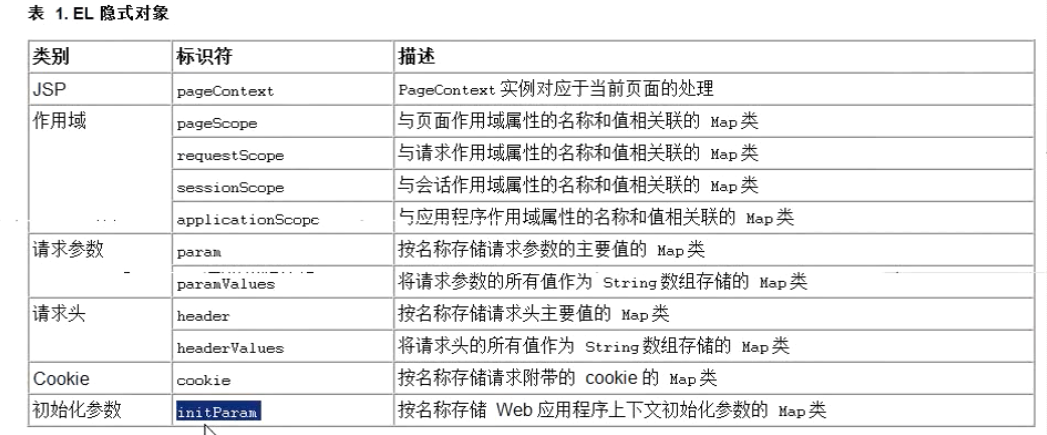 表 1. EL 隐式对象
类别 标识符 描述
JSP pageContext PageContext 实例对应于当前页面的处理
作用域 pageScope 与页面作用域属性的名称和值相关联的 Map 类
requestScope 与请求作用域属性的名称和值相关联的 Map 类
sessionScope 与会话作用域属性的名称和值相关联的 Map 类
applicationScope 与应用程序作用域属性的名称和值相关联的 Map 类
请求参数 param 按名称存储请求参数的主要值的 Map 类
paramValues 将请求参数的所有值作为 String 数组存储的 Map 类
请求头 header 按名称存储请求头主要值的 Map 类
headerValues 将请求头的所有值作为 String 数组存储的 Map 类
Cookie cookie 按名称存储请求附带的 cookie 的 Map 类
初始化参数 initParam 按名称存储 Web 应用程序上下文初始化参数的 Map 类